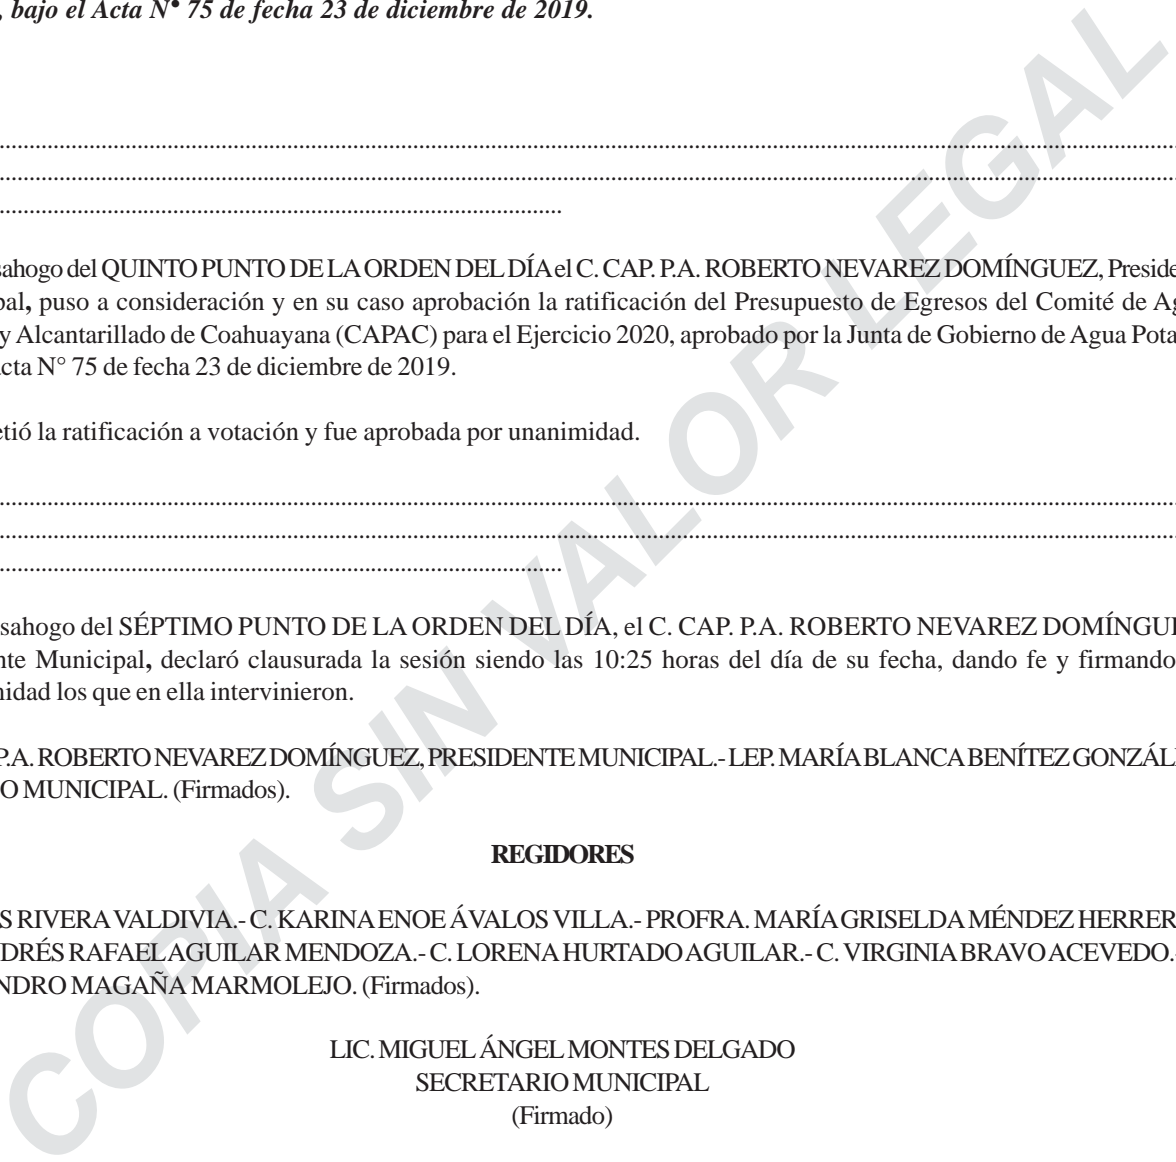 , bajo el Acta N° 75 de fecha 23 de diciembre de 2019.
sahogo del QUINTO PUNTO DE LA ORDEN DEL DÍA el C. CAP. P.A. ROBERTO NEVAREZ DOMÍNGUEZ, Preside
pal, puso a consideración y en su caso aprobación la ratificación del Presupuesto de Egresos del Comité de Ag
y Alcantarillado de Coahuayana (CAPAC) para el Ejercicio 2020, aprobado por la Junta de Gobierno de Agua Pota
acta N° 75 de fecha 23 de diciembre de 2019.
etió la ratificación a votación y fue aprobada por unanimidad.
sahogo del SÉPTIMO PUNTO DE LA ORDEN DEL DÍA, el C. CAP. P.A. ROBERTO NEVAREZ DOMÍNGU
nte Municipal, declaró clausurada la sesión siendo las 10:25 horas del día de su fecha, dando fe y firmando
nidad los que en ella intervinieron.
P.A. ROBERTO NEVAREZ DOMÍNGUEZ, PRESIDENTE MUNICIPAL.- LEP. MARÍA BLANCA BENÍTEZ GONZÁL
O MUNICIPAL. (Firmados).
REGIDORES
S RIVERA VALDIVIA.- C. KARINA ENOE ÁVALOS VILLA.- PROFRA. MARÍA GRISELDA MÉNDEZ HERRER
DRÉS RAFAEL AGUILAR MENDOZA.- C. LORENA HURTADO AGUILAR.- C. VIRGINIA BRAVO ACEVEDO.-
NDRO MAGAÑA MARMOLEJO. (Firmados).
LIC. MIGUEL ÁNGEL MONTES DELGADO
SECRETARIO MUNICIPAL
(Firmado)
COPIA SIN VALOR LEGAL